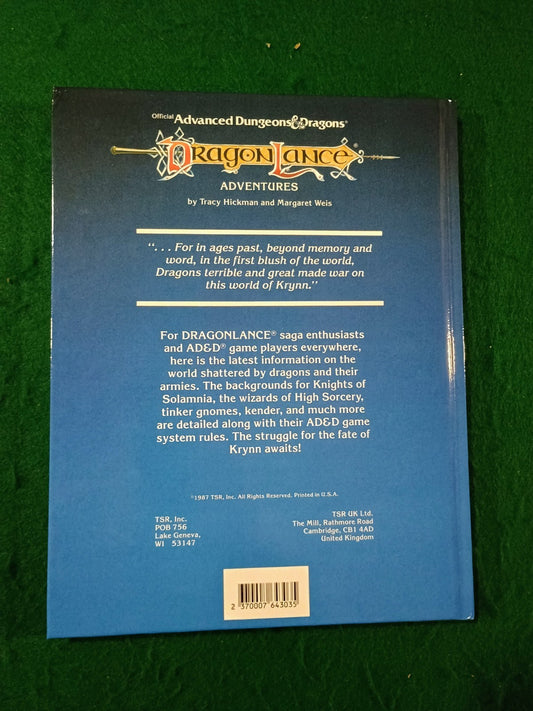 Official Advanced Dungeons & Dragons®
DRAGONLANCE®
ADVENTURES
by Tracy Hickman and Margaret Weis
“. . . For in ages past, beyond memory and
word, in the first blush of the world,
Dragons terrible and great made war on
this world of Krynn.”
For DRAGONLANCE® saga enthusiasts
and AD&D® game players everywhere,
here is the latest information on the
world shattered by dragons and their
armies. The backgrounds for Knights of
Solamnia, the wizards of High Sorcery,
tinker gnomes, kender, and much more
are detailed along with their AD&D game
system rules. The struggle for the fate of
Krynn awaits!
©1987 TSR, Inc. All Rights Reserved. Printed in U.S.A.
TSR, Inc.
POB 756
Lake Geneva,
WI 53147
TSR UK Ltd.
The Mill, Rathmore Road
Cambridge, CB1 4AD
United Kingdom
2 370007 643035